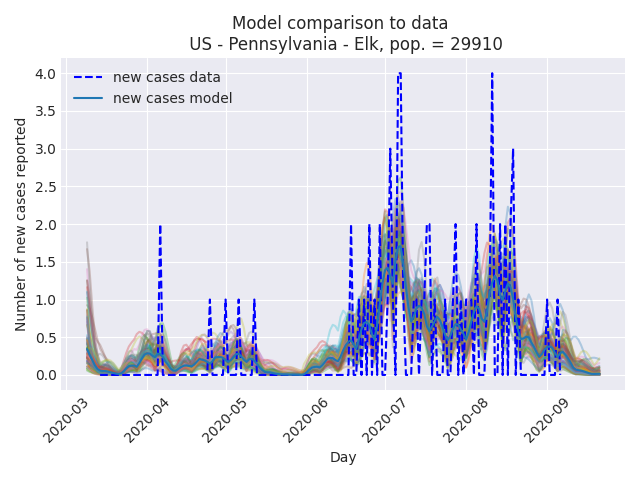 Model comparison to data
US - Pennsylvania - Elk, pop. = 29910
new cases data
new cases model
Number of new cases reported
4.0
3.5
3.0
2.5
2.0
1.5
1.0
0.5
0.0
2020-03
2020-04
2020-05
2020-06
2020-07
2020-08
2020-09
Day